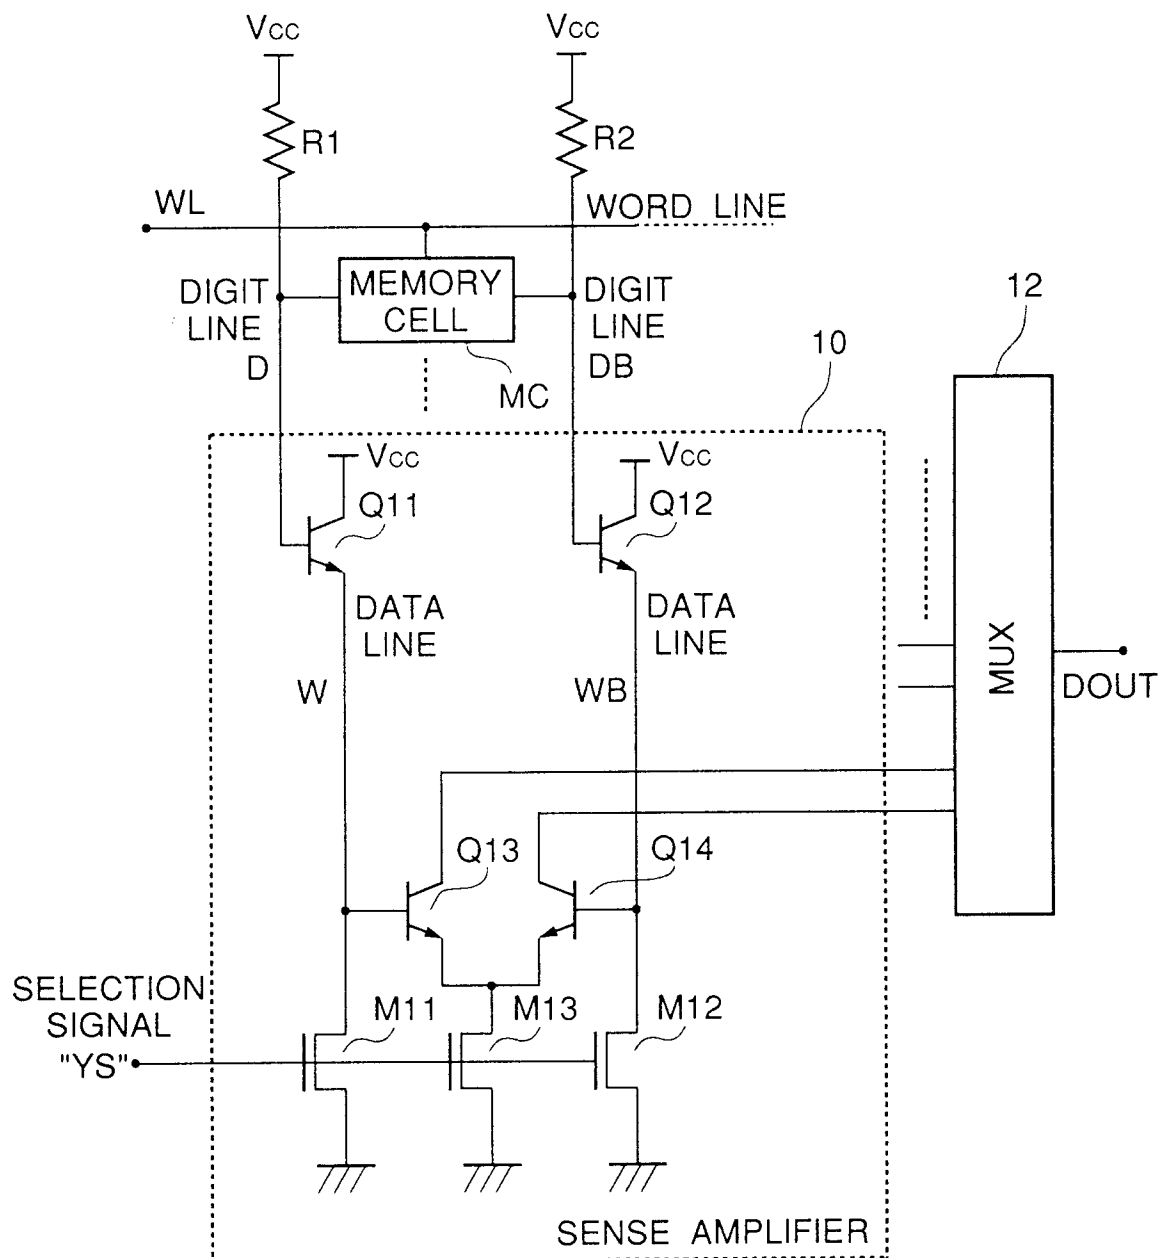 Vcc
Vcc
R1
R2
WL
WORD LINE
MEMORY
CELL
DIGIT
LINE
D
DIGIT
LINE
DB
MC
10
12
Vcc
Vcc
Q11
Q12
DATA
LINE
DATA
LINE
W
WB
MUX
DOUT
Q13
Q14
SELECTION
SIGNAL
"YS"
M11
M13
M12
SENSE AMPLIFIER